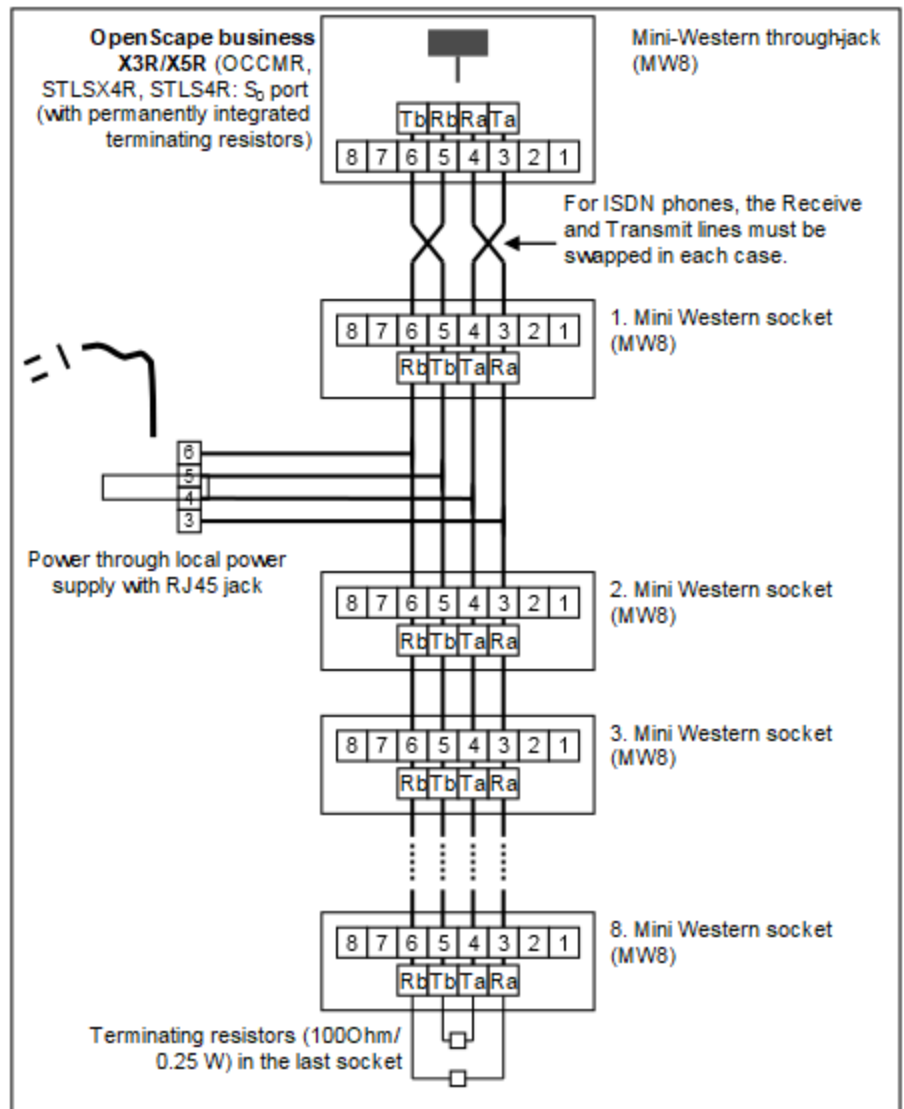 OpenScape business
X3R/X5R (OCCMR,
STLSX4R, STLS4R: S0 port
(with permanently integrated
terminating resistors)
Mini-Western through-jack
(MW8)
Tb Rb Ra Ta
8 7 6 5 4 3 2 1
For ISDN phones, the Receive
and Transmit lines must be
swapped in each case.
8 7 6 5 4 3 2 1
Rb Tb Ta Ra
1. Mini Western socket
(MW8)
6
5
4
3
Power through local power
supply with RJ45 jack
8 7 6 5 4 3 2 1
Rb Tb Ta Ra
2. Mini Western socket
(MW8)
8 7 6 5 4 3 2 1
Rb Tb Ta Ra
3. Mini Western socket
(MW8)
8 7 6 5 4 3 2 1
Rb Tb Ta Ra
8. Mini Western socket
(MW8)
Terminating resistors (100Ohm/
0.25 W) in the last socket